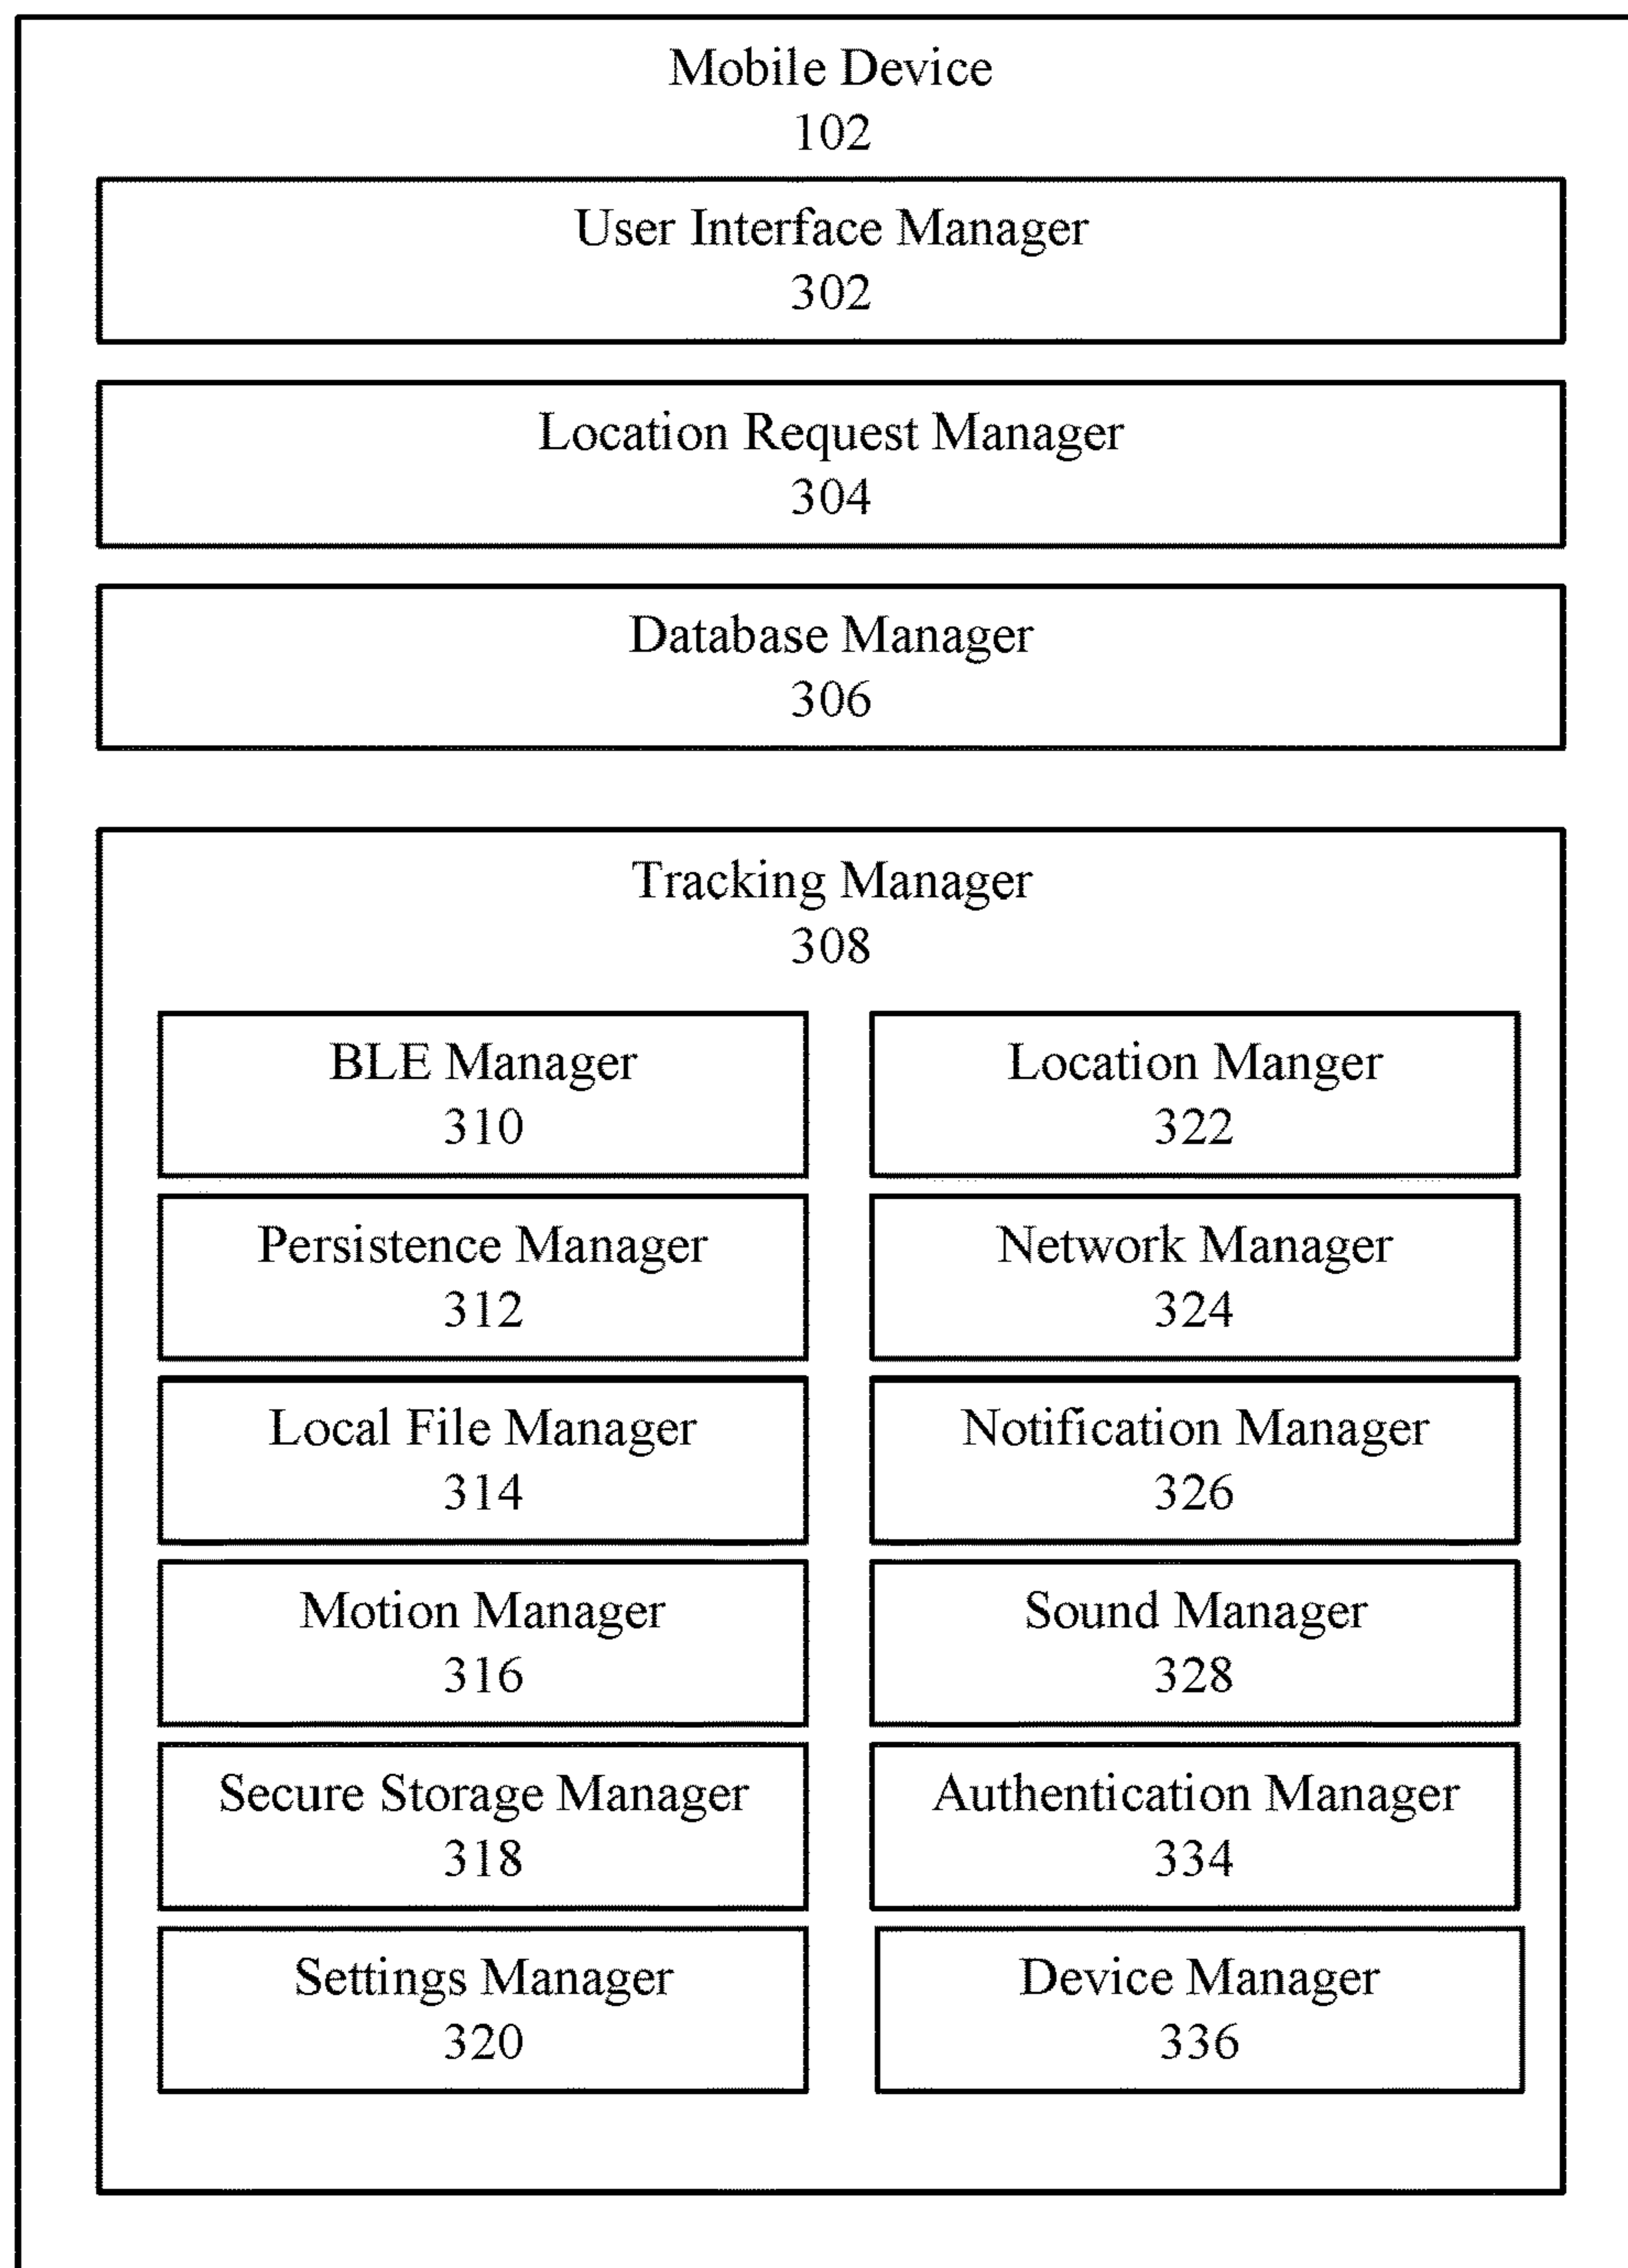 Mobile Device
102
User Interface Manager
302
Location Request Manager
304
Database Manager
306
Tracking Manager
308
BLE Manager
310
Location Manger
322
Persistence Manager
312
Network Manager
324
Local File Manager
314
Notification Manager
326
Motion Manager
316
Sound Manager
328
Secure Storage Manager
318
Authentication Manager
334
Settings Manager
320
Device Manager
336